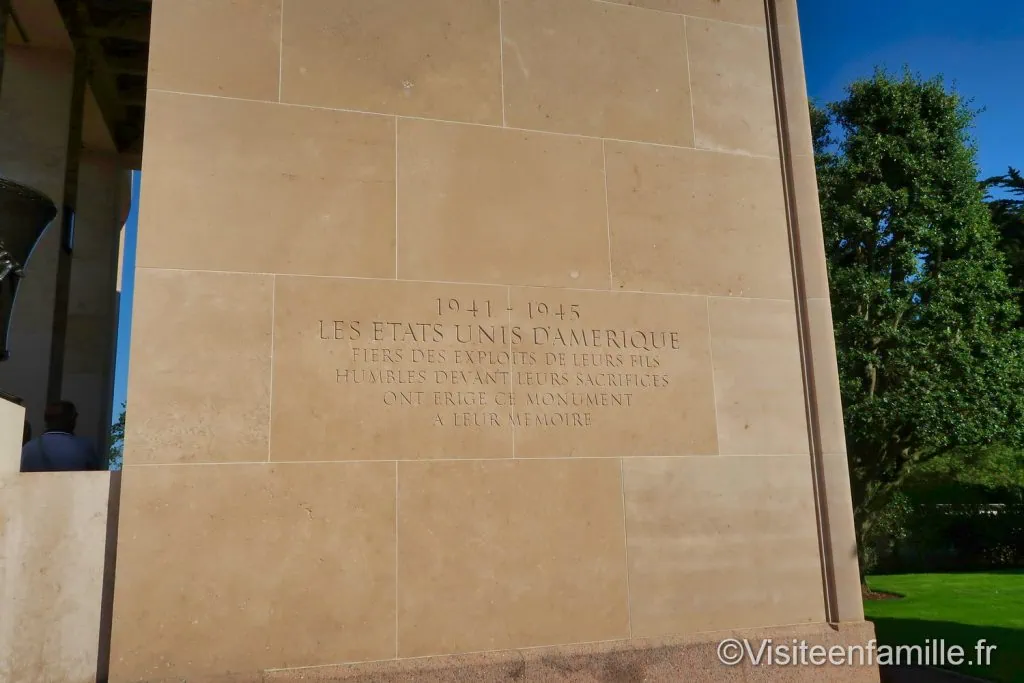 1941 - 1945
LES ETATS UNIS D'AMERIQUE
FIERS DES EXPLOITS DE LEURS FILS
HUMBLES DEVANT LEURS SACRIFICES
ONT ERIGE CE MONUMENT
A LEUR MEMOIRE
©Visiteenfamille.fr